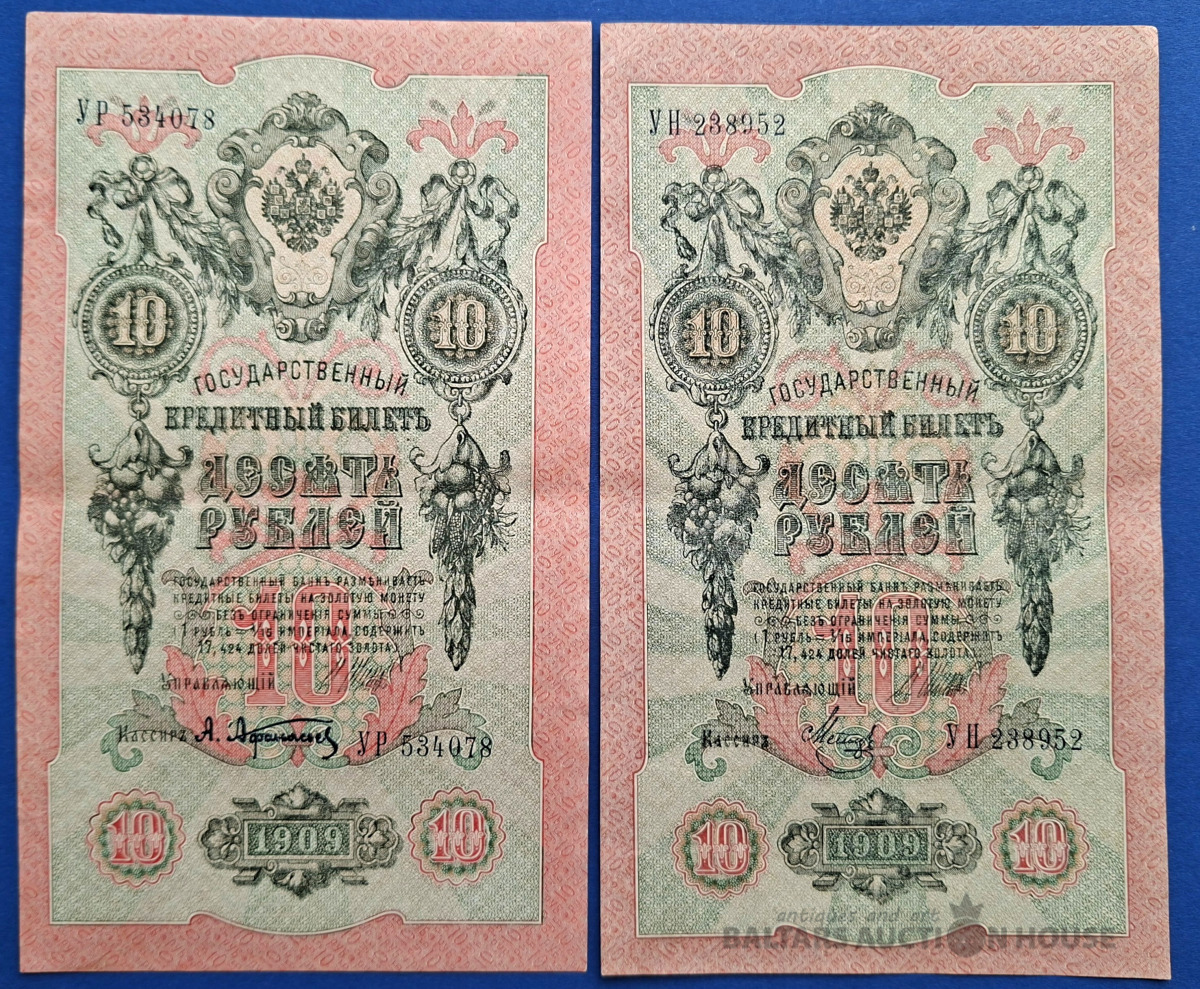 УР 534078
10 10
ГОСУДАРСТВЕННЫЙ
КРЕДИТНЫЙ БИЛЕТЪ
ДЕСЯТЬ
РУБЛЕЙ
ГОСУДАРСТВЕННЫЙ БАНКЪ РАЗМѢНИВАЕТЪ
КРЕДИТНЫЕ БИЛЕТЫ НА ЗОЛОТУЮ МОНЕТУ
БЕЗЪ ОГРАНИЧЕНІЯ СУММЫ
(1 РУБЛЬ = 1/15 ИМПЕРІАЛА, СОДЕРЖИТЪ
17,424 ДОЛЕЙ ЧИСТАГО ЗОЛОТА)
10
УПРАВЛЯЮЩІЙ
КАССИРЪ А. Афанасьев УР 534078
10 1909 10
УН 238952
10 10
ГОСУДАРСТВЕННЫЙ
КРЕДИТНЫЙ БИЛЕТЪ
ДЕСЯТЬ
РУБЛЕЙ
ГОСУДАРСТВЕННЫЙ БАНКЪ РАЗМѢНИВАЕТЪ
КРЕДИТНЫЕ БИЛЕТЫ НА ЗОЛОТУЮ МОНЕТУ
БЕЗЪ ОГРАНИЧЕНІЯ СУММЫ
(1 РУБЛЬ = 1/15 ИМПЕРІАЛА, СОДЕРЖИТЪ
17,424 ДОЛЕЙ ЧИСТАГО ЗОЛОТА)
10
УПРАВЛЯЮЩІЙ
КАССИРЪ УН 238952
10 1909 10
antiques and art
BALTARS AUCTION HOUSE